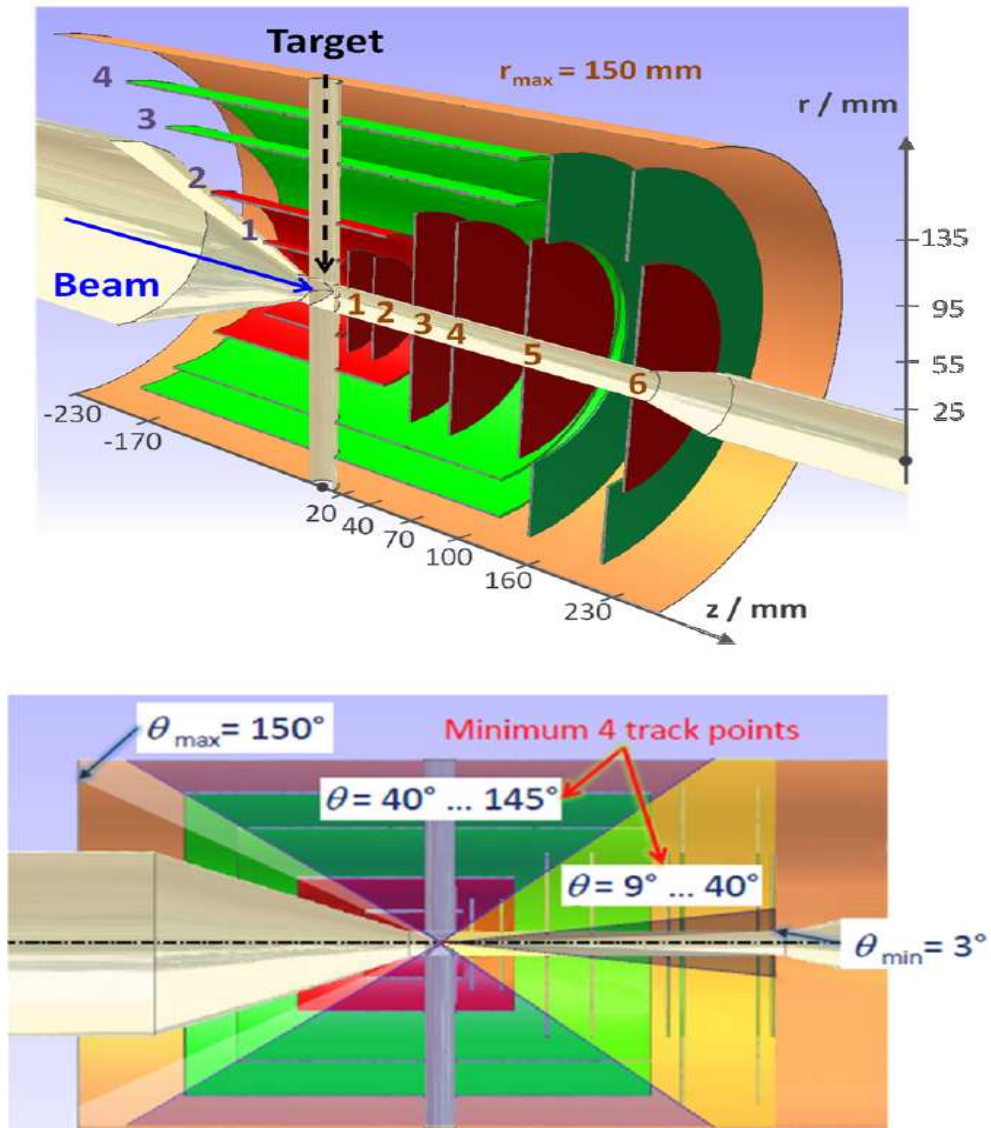 Target
r_max = 150 mm
r / mm
4
3
2
1
Beam
135
95
55
25
1 2 3 4 5 6
-230
-170
20
40
70
100
160
230
z / mm
θ_max = 150°
Minimum 4 track points
θ = 40° ... 145°
θ = 9° ... 40°
θ_min = 3°